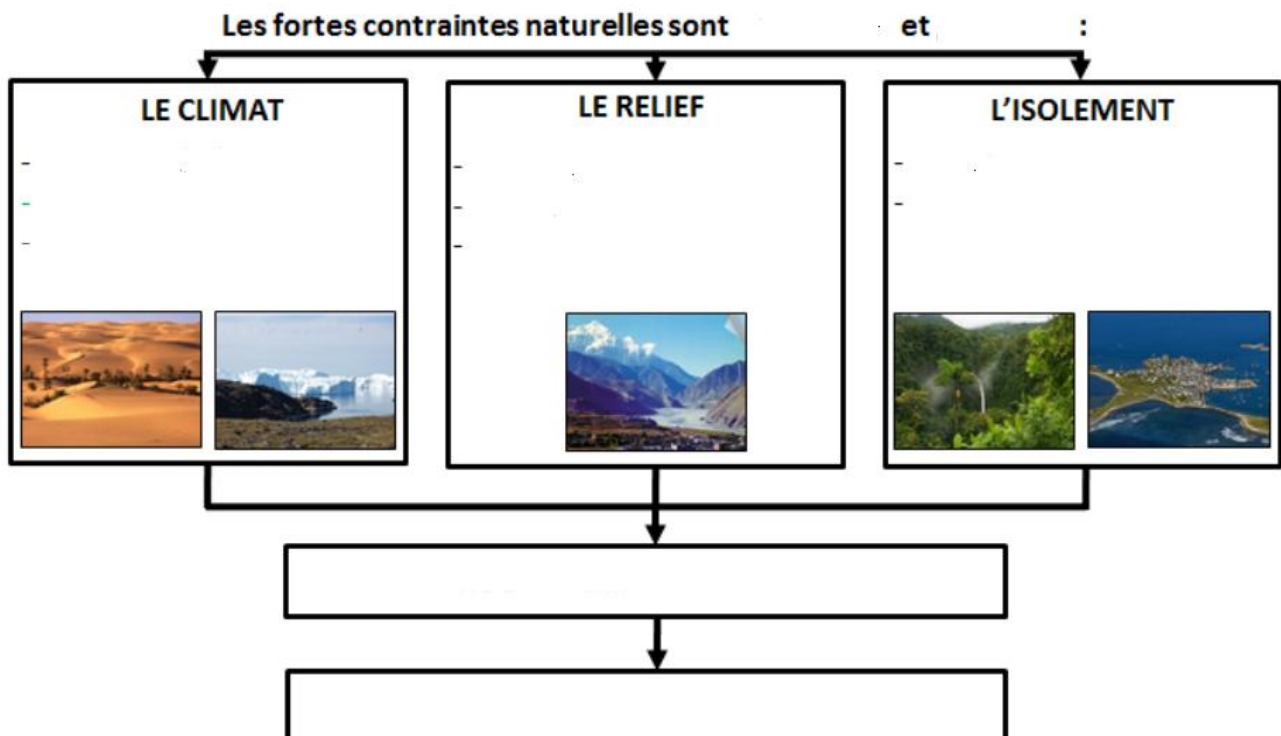 Les fortes contraintes naturelles sont et :
LE CLIMAT
-
-
-
LE RELIEF
-
-
-
L'ISOLEMENT
-
-